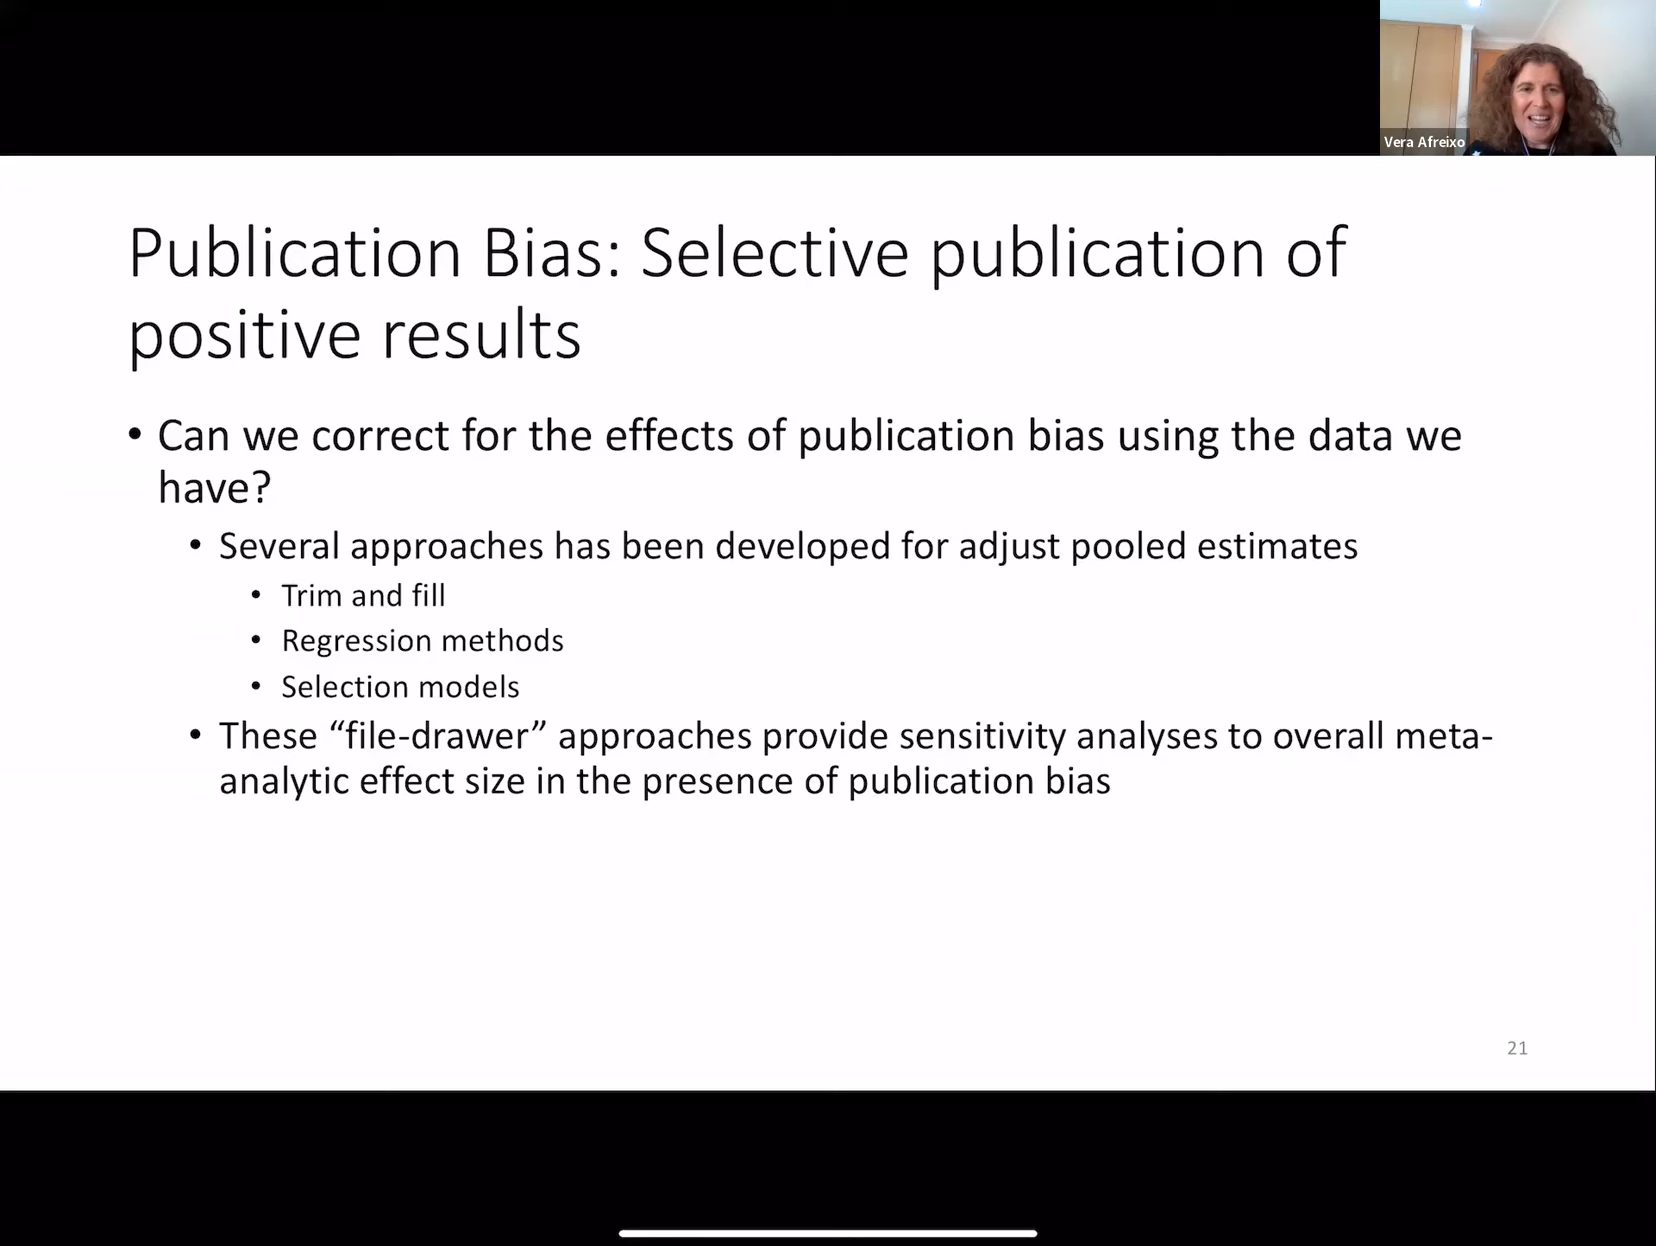 Vera Afreixo
Publication Bias: Selective publication of
positive results
• Can we correct for the effects of publication bias using the data we
have?
• Several approaches has been developed for adjust pooled estimates
• Trim and fill
• Regression methods
• Selection models
• These “file-drawer” approaches provide sensitivity analyses to overall meta-
analytic effect size in the presence of publication bias
21